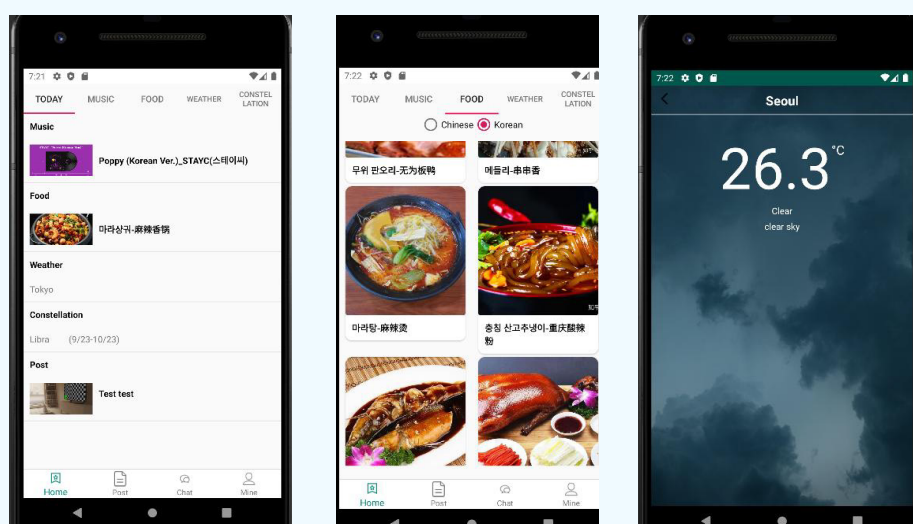 7:21
TODAY MUSIC FOOD WEATHER CONSTEL
LATION
Music
Poppy (Korean Ver.)_STAYC(스테이씨)
Food
마라샹궈-麻辣香锅
Weather
Tokyo
Constellation
Libra (9/23-10/23)
Post
Test test
Home Post Chat Mine
7:22
TODAY MUSIC FOOD WEATHER CONSTEL
LATION
Chinese Korean
무위 판오리-无为板鸭
메들리-串串香
마라탕-麻辣烫
충칭 산고추냉이-重庆酸辣
粉
Home Post Chat Mine
7:22
Seoul
26.3°C
Clear
clear sky